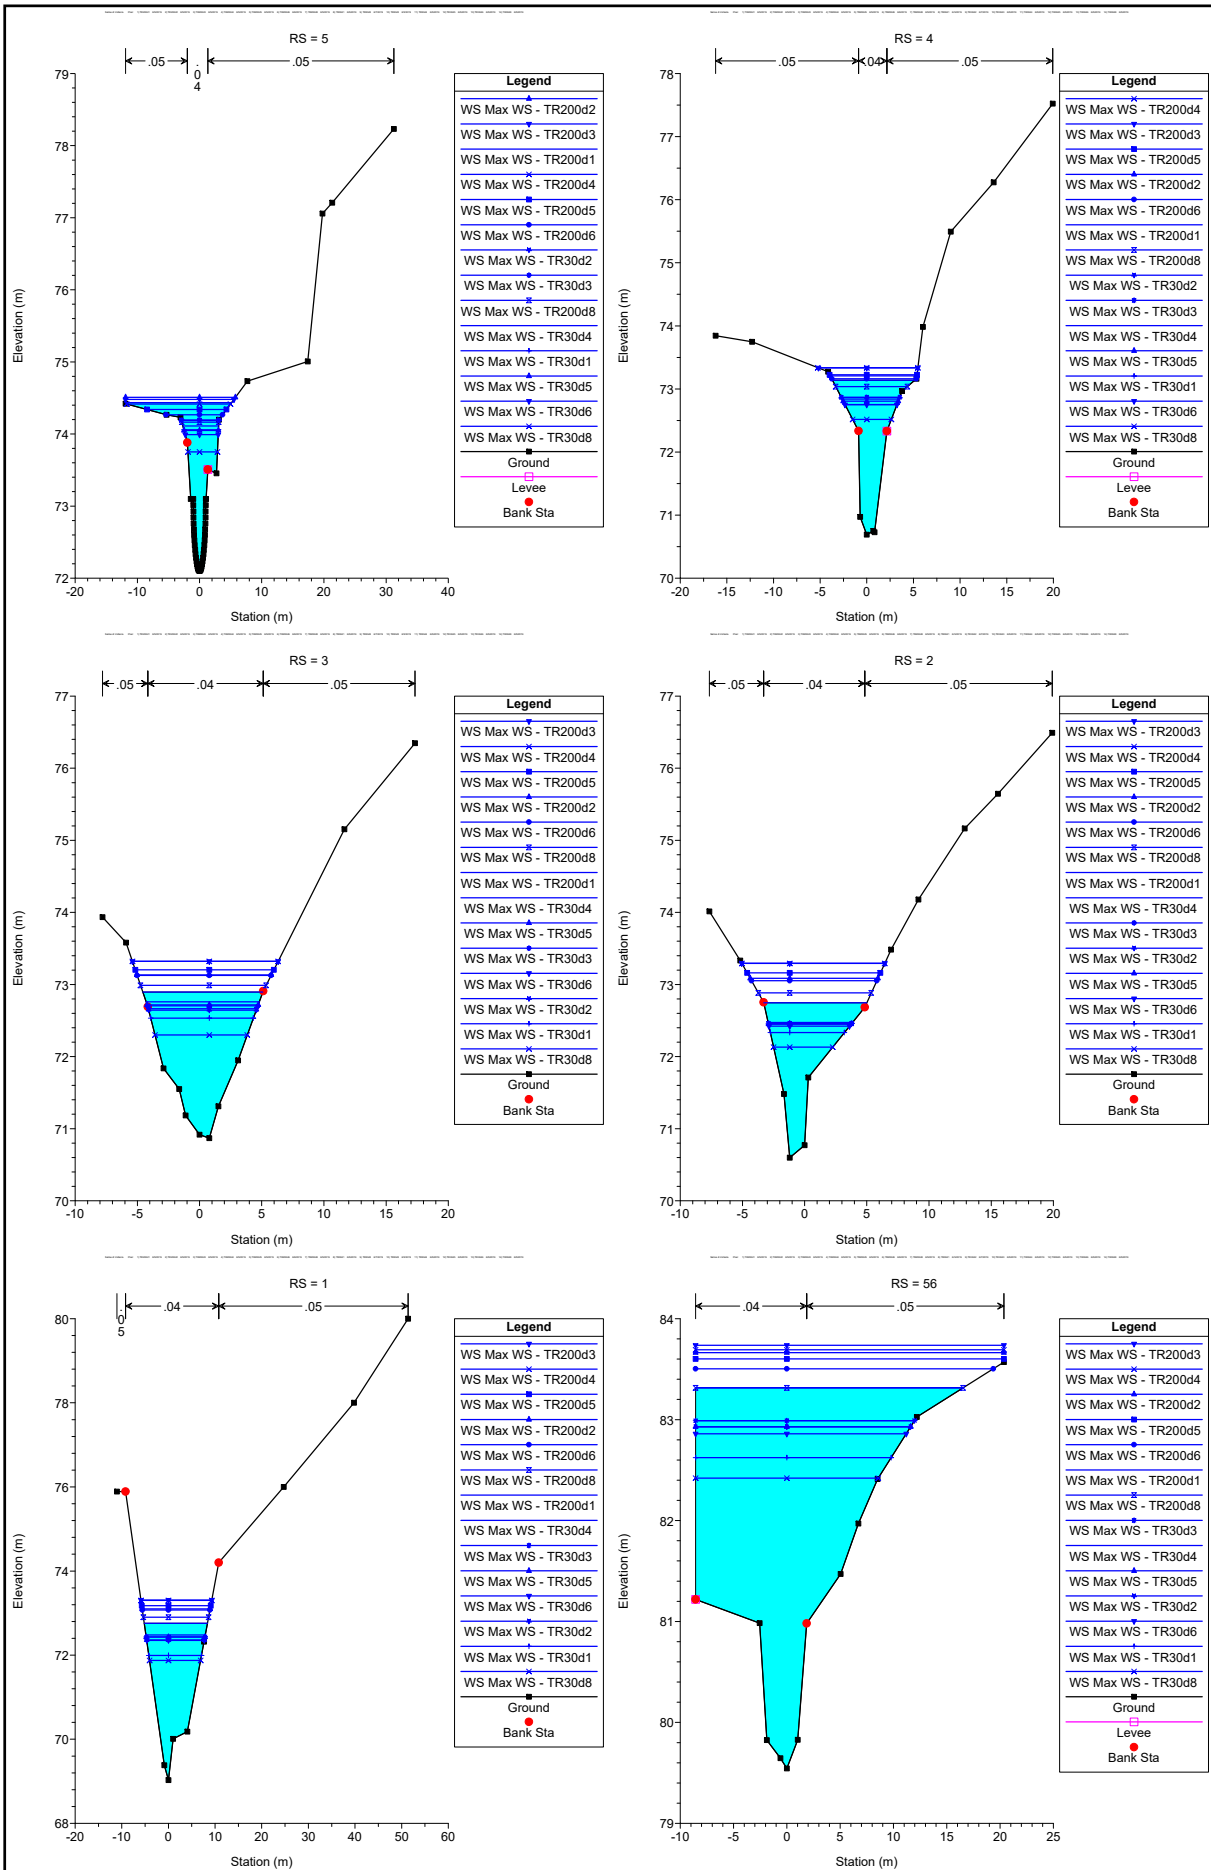 RS = 5
.05
.04
.05
Elevation (m)
79
78
77
76
75
74
73
72
-20
-10
0
10
20
30
40
Station (m)
Legend
WS Max WS - TR200d2
WS Max WS - TR200d3
WS Max WS - TR200d1
WS Max WS - TR200d4
WS Max WS - TR200d5
WS Max WS - TR200d6
WS Max WS - TR30d2
WS Max WS - TR30d3
WS Max WS - TR200d8
WS Max WS - TR30d4
WS Max WS - TR30d1
WS Max WS - TR30d5
WS Max WS - TR30d6
WS Max WS - TR30d8
Ground
Levee
Bank Sta
RS = 4
.05
.04
.05
Elevation (m)
78
77
76
75
74
73
72
71
70
-20
-15
-10
-5
0
5
10
15
20
Station (m)
Legend
WS Max WS - TR200d4
WS Max WS - TR200d3
WS Max WS - TR200d5
WS Max WS - TR200d2
WS Max WS - TR200d6
WS Max WS - TR200d1
WS Max WS - TR200d8
WS Max WS - TR30d2
WS Max WS - TR30d3
WS Max WS - TR30d4
WS Max WS - TR30d5
WS Max WS - TR30d1
WS Max WS - TR30d6
WS Max WS - TR30d8
Ground
Levee
Bank Sta
RS = 3
.05
.04
.05
Elevation (m)
77
76
75
74
73
72
71
70
-10
-5
0
5
10
15
20
Station (m)
Legend
WS Max WS - TR200d3
WS Max WS - TR200d4
WS Max WS - TR200d5
WS Max WS - TR200d2
WS Max WS - TR200d6
WS Max WS - TR200d8
WS Max WS - TR200d1
WS Max WS - TR30d4
WS Max WS - TR30d5
WS Max WS - TR30d3
WS Max WS - TR30d6
WS Max WS - TR30d2
WS Max WS - TR30d1
WS Max WS - TR30d8
Ground
Bank Sta
RS = 2
.05
.04
.05
Elevation (m)
77
76
75
74
73
72
71
70
-10
-5
0
5
10
15
20
Station (m)
Legend
WS Max WS - TR200d3
WS Max WS - TR200d4
WS Max WS - TR200d5
WS Max WS - TR200d2
WS Max WS - TR200d6
WS Max WS - TR200d8
WS Max WS - TR200d1
WS Max WS - TR30d4
WS Max WS - TR30d3
WS Max WS - TR30d2
WS Max WS - TR30d5
WS Max WS - TR30d6
WS Max WS - TR30d1
WS Max WS - TR30d8
Ground
Bank Sta
RS = 1
.05
.04
.05
Elevation (m)
80
78
76
74
72
70
68
-20
-10
0
10
20
30
40
50
60
Station (m)
Legend
WS Max WS - TR200d3
WS Max WS - TR200d4
WS Max WS - TR200d5
WS Max WS - TR200d2
WS Max WS - TR200d6
WS Max WS - TR200d8
WS Max WS - TR200d1
WS Max WS - TR30d4
WS Max WS - TR30d3
WS Max WS - TR30d5
WS Max WS - TR30d6
WS Max WS - TR30d2
WS Max WS - TR30d1
WS Max WS - TR30d8
Ground
Bank Sta
RS = 56
.04
.05
Elevation (m)
84
83
82
81
80
79
-10
-5
0
5
10
15
20
25
Station (m)
Legend
WS Max WS - TR200d3
WS Max WS - TR200d4
WS Max WS - TR200d2
WS Max WS - TR200d5
WS Max WS - TR200d6
WS Max WS - TR200d1
WS Max WS - TR200d8
WS Max WS - TR30d3
WS Max WS - TR30d4
WS Max WS - TR30d5
WS Max WS - TR30d2
WS Max WS - TR30d6
WS Max WS - TR30d1
WS Max WS - TR30d8
Ground
Levee
Bank Sta